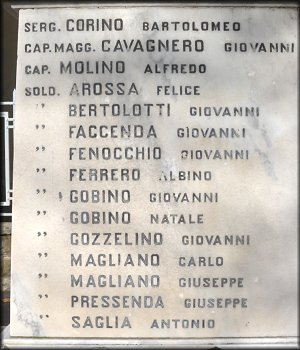 SERG. CORINO BARTOLOMEO
CAP. MAGG. CAVAGNERO GIOVANNI
CAP. MOLINO ALFREDO
SOLD. AROSSA FELICE
" BERTOLOTTI GIOVANNI
" FACCENDA GIOVANNI
" FENOCCHIO GIOVANNI
" FERRERO ALBINO
" GOBINO GIOVANNI
" GOBINO NATALE
" GOZZELINO GIOVANNI
" MAGLIANO CARLO
" MAGLIANO GIUSEPPE
" PRESSENDA GIUSEPPE
" SAGLIA ANTONIO